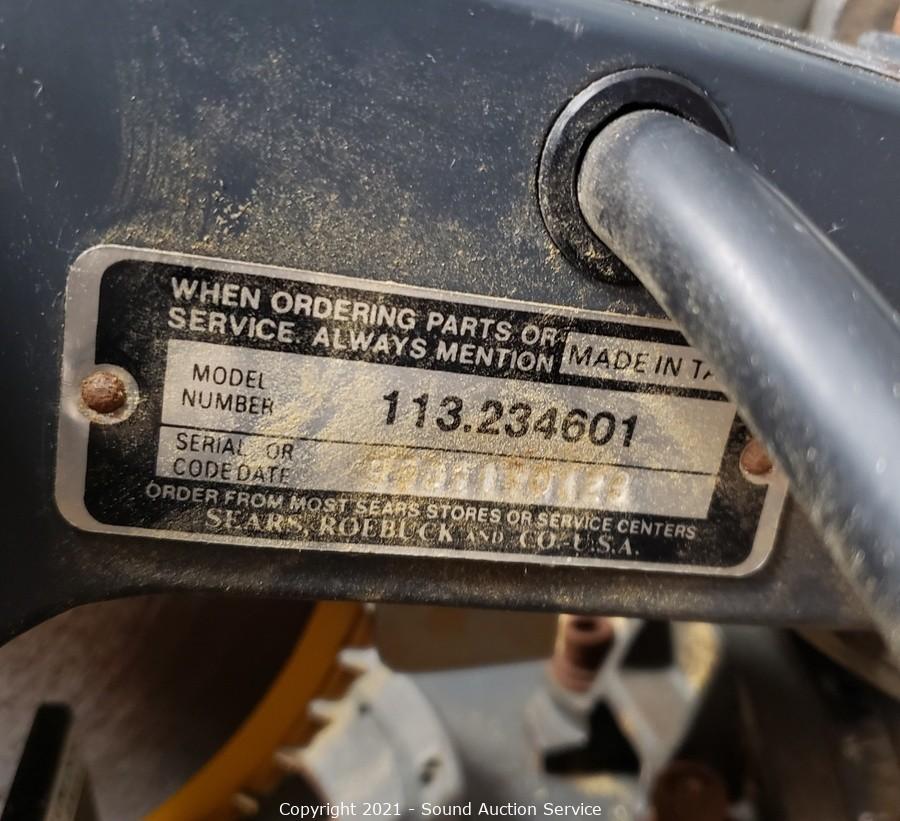 WHEN ORDERING PARTS OR
SERVICE ALWAYS MENTION
MADE IN
MODEL
NUMBER
113.234601
SERIAL OR
CODE DATE
ORDER FROM MOST SEARS STORES OR SERVICE CENTERS
SEARS, ROEBUCK AND CO. U.S.A.
Copyright 2021 - Sound Auction Service